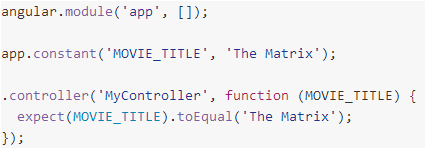 angular.module('app', []);
app.constant('MOVIE_TITLE', 'The Matrix');
.controller('MyController', function (MOVIE_TITLE) {
  expect(MOVIE_TITLE).toEqual('The Matrix');
});